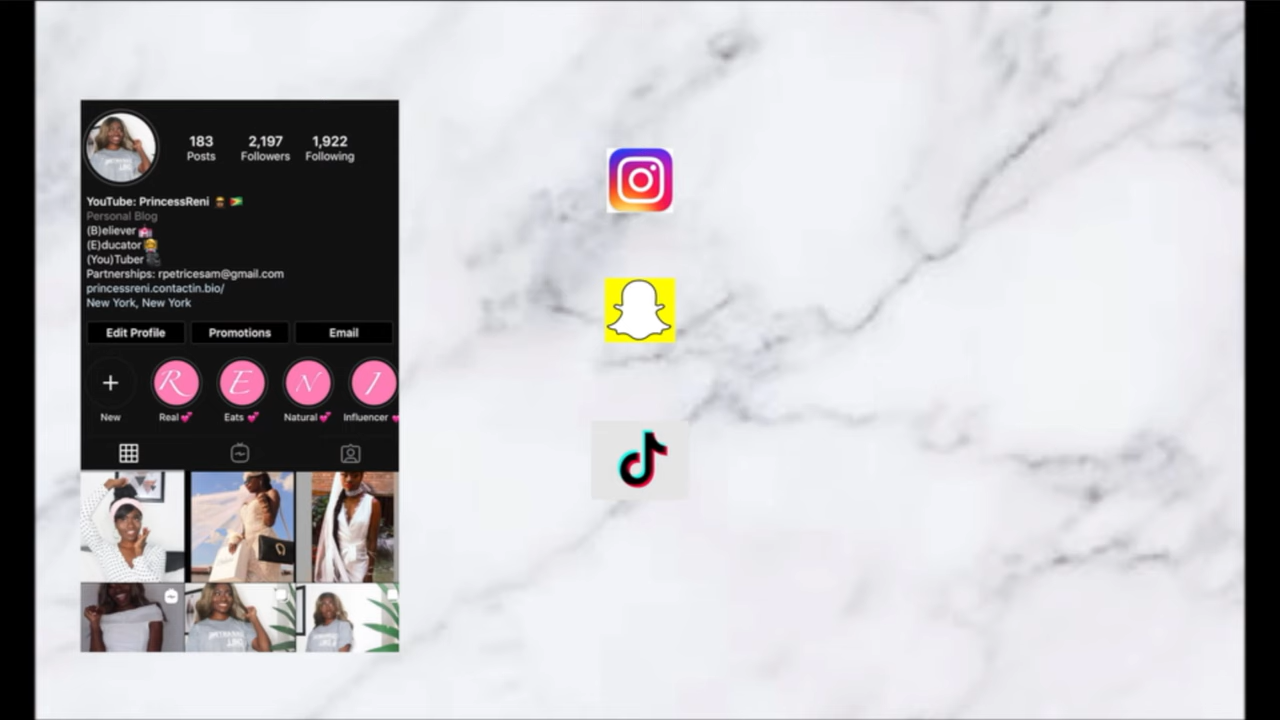 183 2,197 1,922
Posts Followers Following
YouTube: PrincessReni
Personal Blog
(B)eliever
(E)ducator
(You)Tuber
Partnerships: rpetricesam@gmail.com
princessreni.contactin.bio/
New York, New York
Edit Profile Promotions Email
R E N I
New Real Eats Natural Influencer